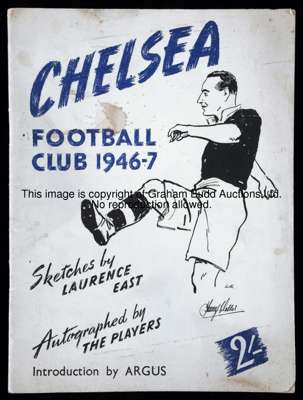 CHELSEA
FOOTBALL
CLUB 1946-7
This image is copyright of Graham Budd Auctions Ltd.
No reproduction allowed.
Sketches by
LAURENCE
EAST
Autographed by
THE PLAYERS
2/-
Introduction by ARGUS